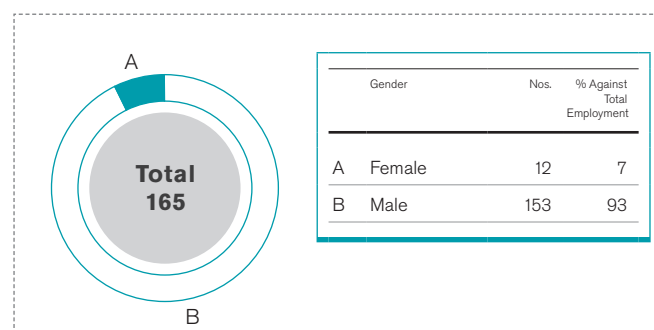 A
Total
165
B
Gender Nos. % Against
Total
Employment
A Female 12 7
B Male 153 93